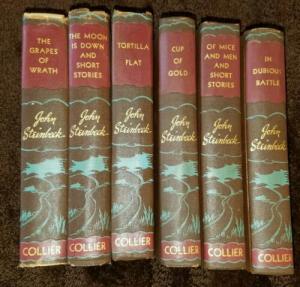 THE
GRAPES
OF
WRATH
John
Steinbeck
COLLIER
THE MOON
IS DOWN
AND
SHORT
STORIES
John
Steinbeck
COLLIER
TORTILLA
FLAT
John
Steinbeck
COLLIER
CUP
OF
GOLD
John
Steinbeck
COLLIER
OF MICE
AND MEN
AND
SHORT
STORIES
John
Steinbeck
COLLIER
IN
DUBIOUS
BATTLE
John
Steinbeck
COLLIER